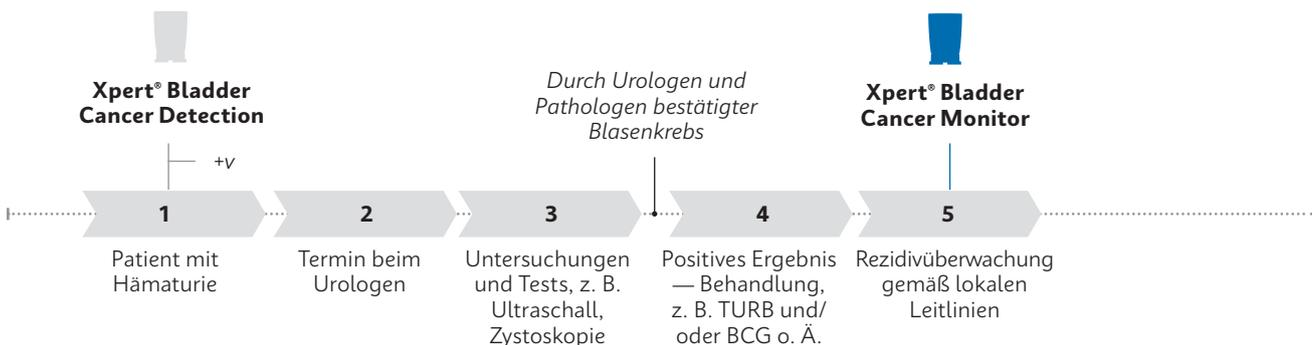 Xpert® Bladder
Cancer Detection
+v
Durch Urologen und
Pathologen bestätigter
Blasenkrebs
Xpert® Bladder
Cancer Monitor
1
Patient mit
Hämaturie
2
Termin beim
Urologen
3
Untersuchungen
und Tests, z. B.
Ultraschall,
Zystoskopie
4
Positives Ergebnis
— Behandlung,
z. B. TURB und/
oder BCG o. Ä.
5
Rezidivüberwachung
gemäß lokalen
Leitlinien